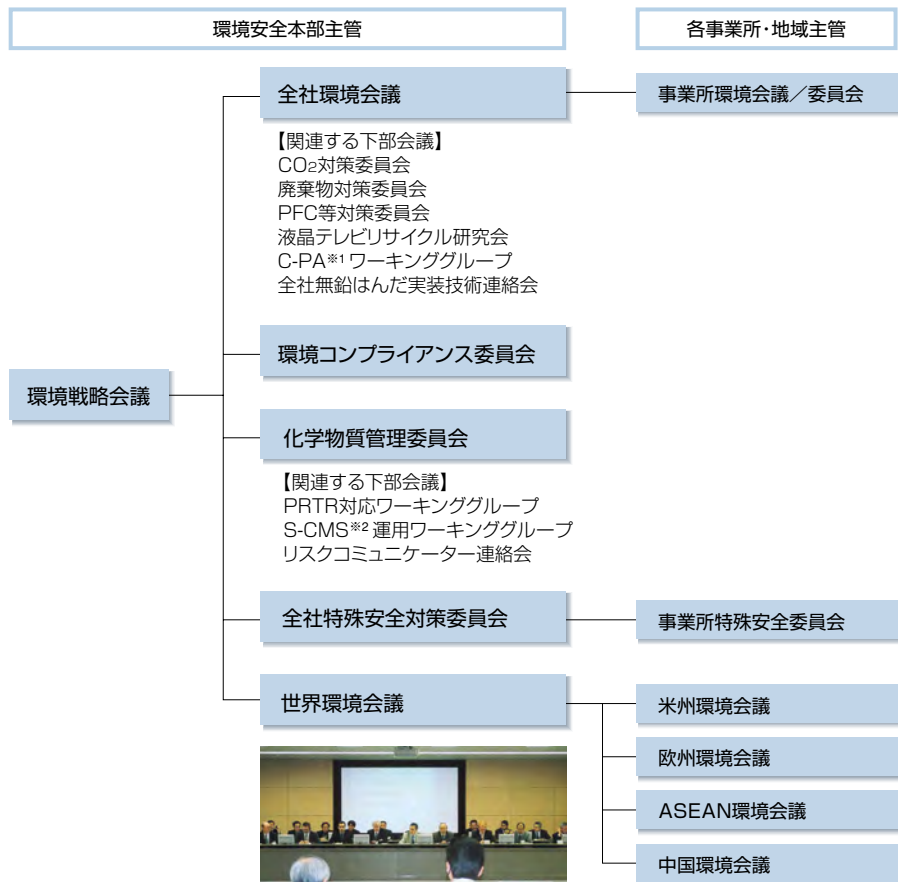 環境安全本部主管
各事業所・地域主管
全社環境会議
事業所環境会議／委員会
【関連する下部会議】
CO₂対策委員会
廃棄物対策委員会
PFC等対策委員会
液晶テレビリサイクル研究会
C-PA※1ワーキンググループ
全社無鉛はんだ実装技術連絡会
環境コンプライアンス委員会
環境戦略会議
化学物質管理委員会
【関連する下部会議】
PRTR対応ワーキンググループ
S-CMS※2運用ワーキンググループ
リスクコミュニケーター連絡会
全社特殊安全対策委員会
事業所特殊安全委員会
世界環境会議
米州環境会議
欧州環境会議
ASEAN環境会議
中国環境会議